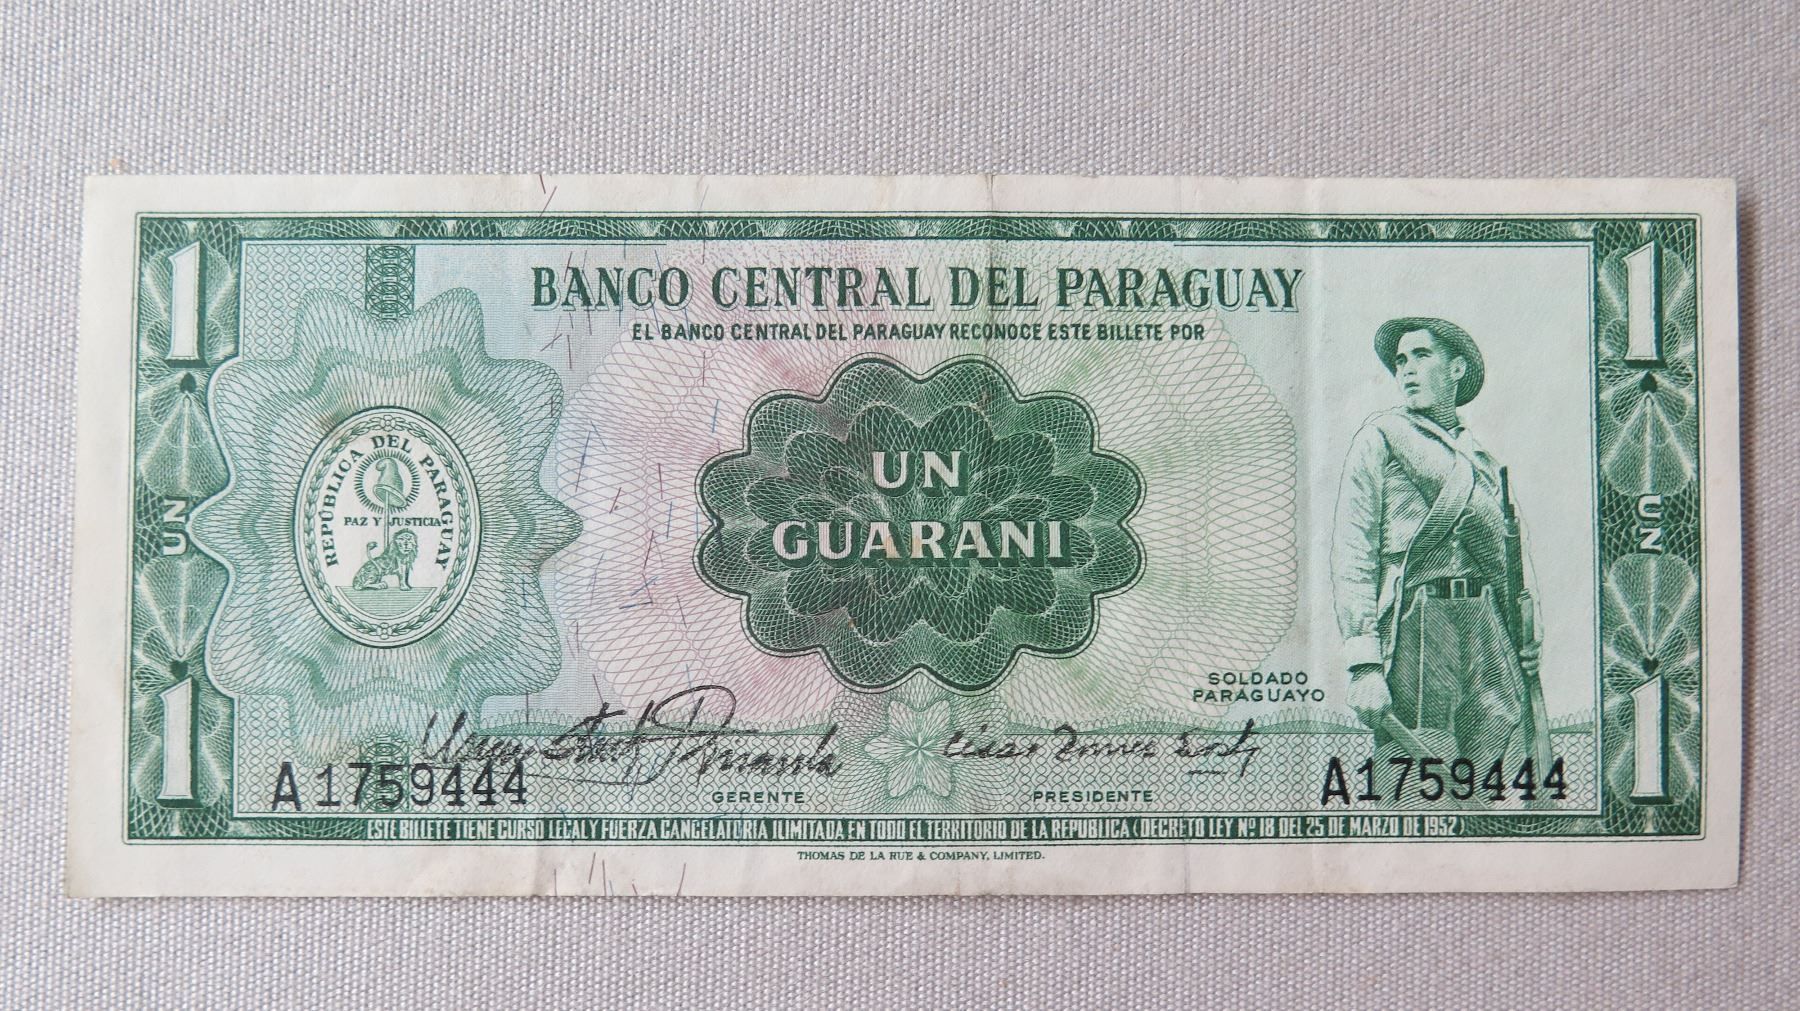 1 1
BANCO CENTRAL DEL PARAGUAY
EL BANCO CENTRAL DEL PARAGUAY RECONOCE ESTE BILLETE POR
REPÚBLICA DEL PARAGUAY
PAZ Y JUSTICIA
UN
UN
GUARANI
UN
SOLDADO
PARAGUAYO
1 1
A1759444
GERENTE
PRESIDENTE
A1759444
ESTE BILLETE TIENE CURSO LEGAL Y FUERZA CANCELATORIA ILIMITADA EN TODO EL TERRITORIO DE LA REPUBLICA (DECRETO LEY Nº 18 DEL 25 DE MARZO DE 1952)
THOMAS DE LA RUE & COMPANY, LIMITED.